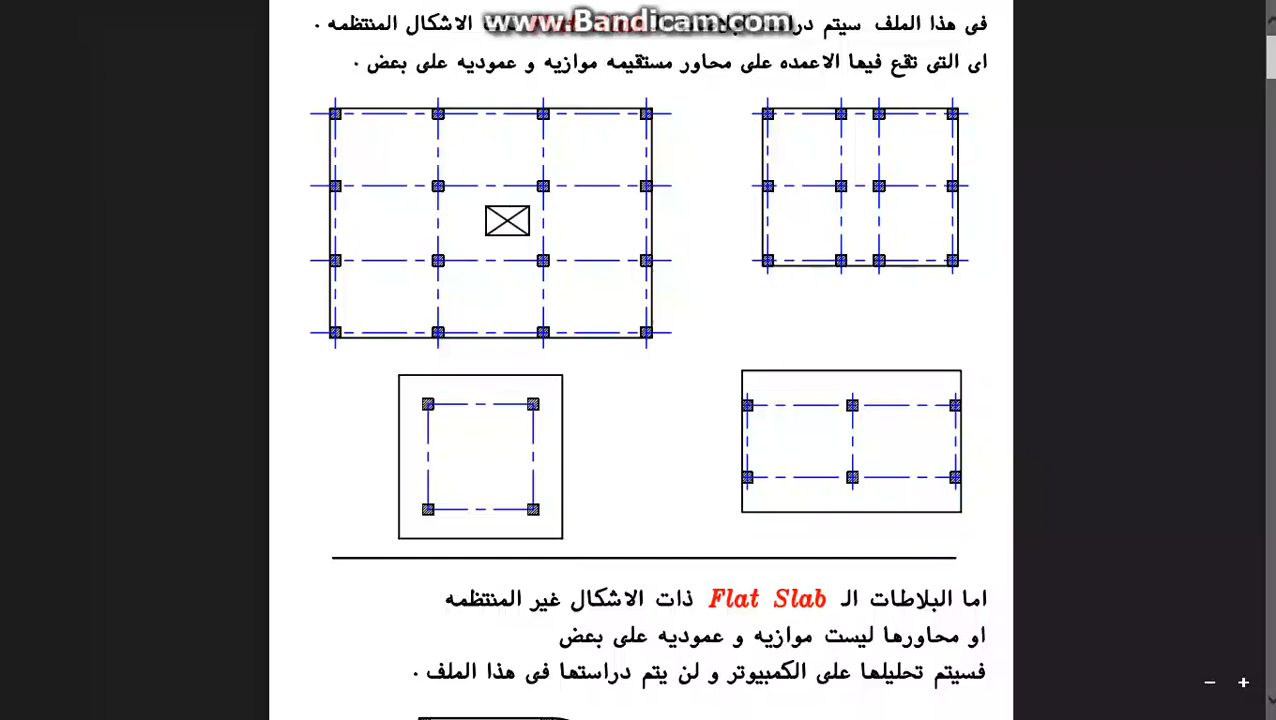 www.Bandicam.com
فى هذا الملف سيتم الاشكال المنتظمه .
اى التى تقع فيها الاعمده على محاور مستقيمه موازيه و عموديه على بعض .
اما البلاطات الـ Flat Slab ذات الاشكال غير المنتظمه
او محاورها ليست موازيه و عموديه على بعض
فسيتم تحليلها على الكمبيوتر و لن يتم دراستها فى هذا الملف .